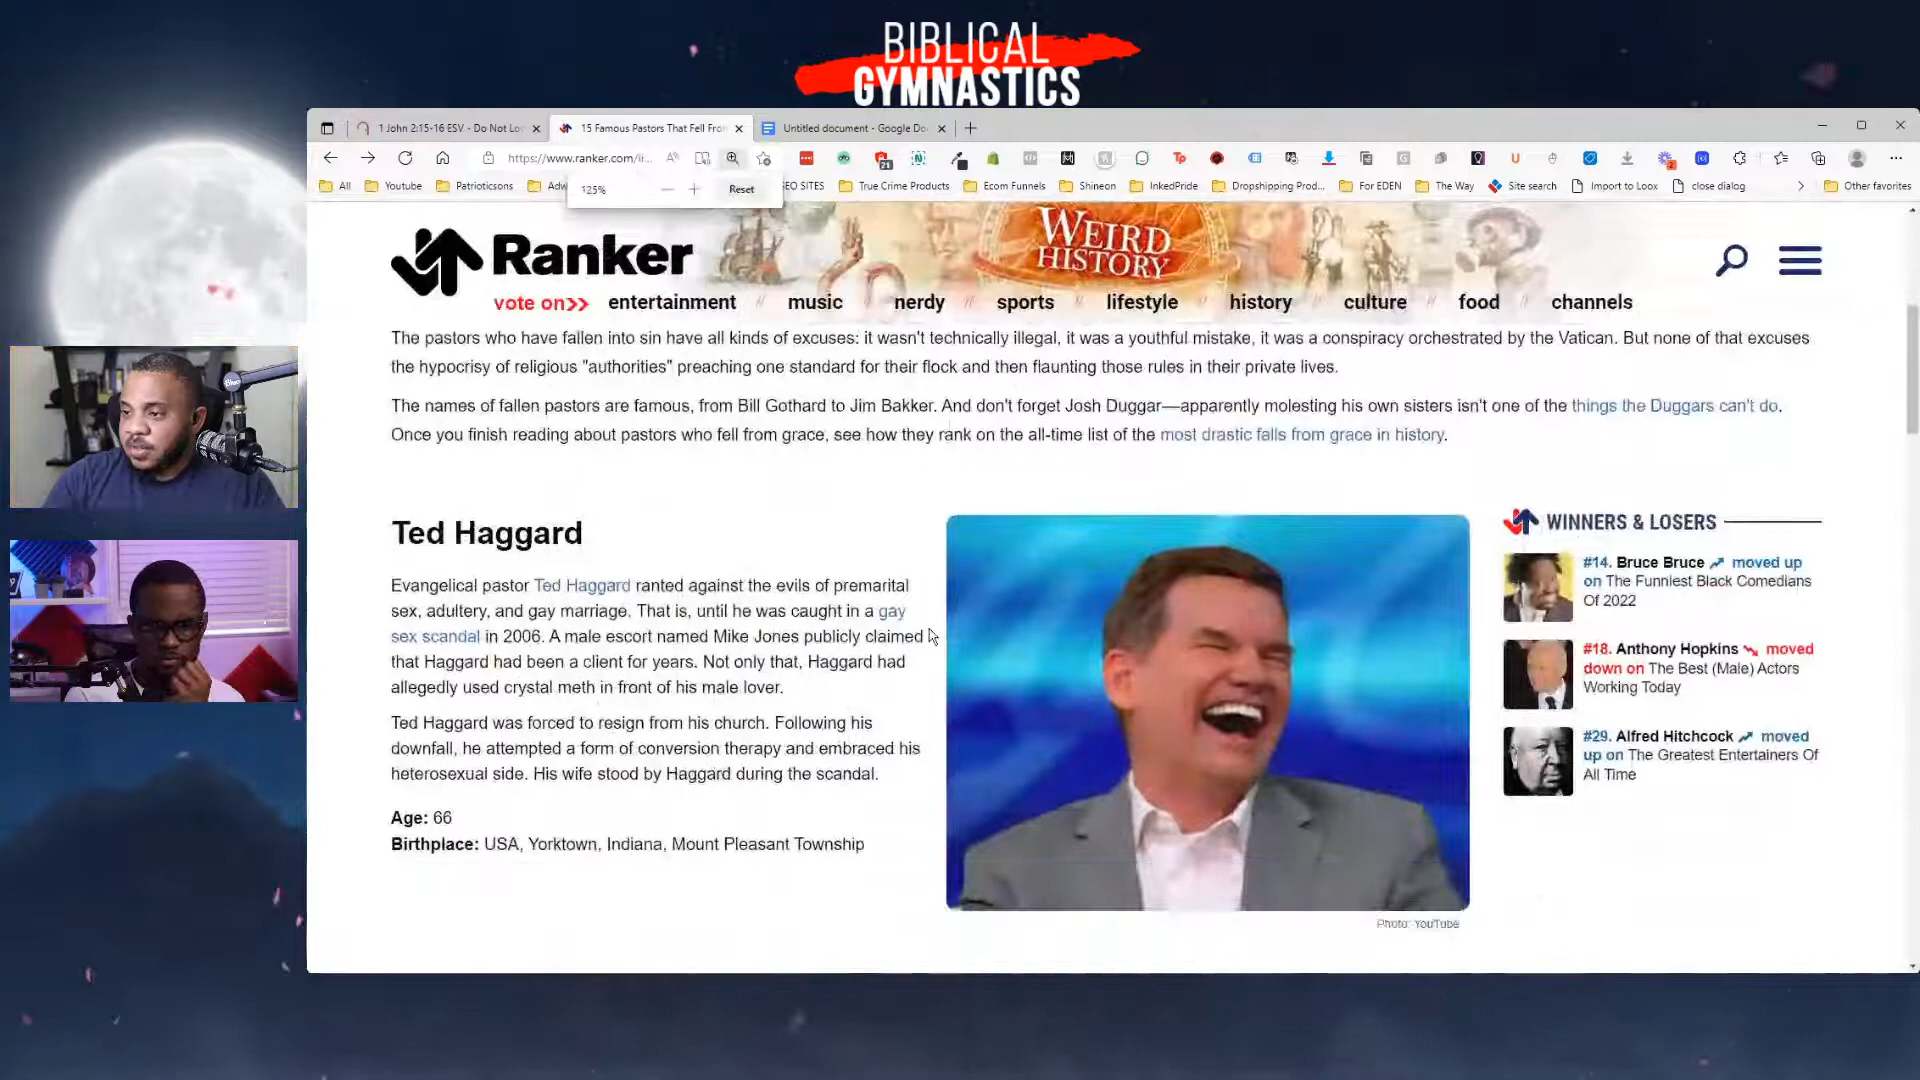 BIBLICAL
GYMNASTICS
1 John 2:15-16 ESV - Do Not Lo
15 Famous Pastors That Fell Fro
Untitled document - Google Do
https://www.ranker.com/li...
21
Tp
U
2
125%
Reset
All
Youtube
Patrioticsons
SEO SITES
True Crime Products
Ecom Funnels
Shineon
InkedPride
Dropshipping Prod...
For EDEN
The Way
Site search
Import to Loox
close dialog
Other favorites
Ranker
WEIRD
HISTORY
vote on>> entertainment // music // nerdy // sports // lifestyle // history // culture // food // channels
The pastors who have fallen into sin have all kinds of excuses: it wasn't technically illegal, it was a youthful mistake, it was a conspiracy orchestrated by the Vatican. But none of that excuses
the hypocrisy of religious "authorities" preaching one standard for their flock and then flaunting those rules in their private lives.
The names of fallen pastors are famous, from Bill Gothard to Jim Bakker. And don't forget Josh Duggar—apparently molesting his own sisters isn't one of the things the Duggars can't do.
Once you finish reading about pastors who fell from grace, see how they rank on the all-time list of the most drastic falls from grace in history.
Ted Haggard
Evangelical pastor Ted Haggard ranted against the evils of premarital
sex, adultery, and gay marriage. That is, until he was caught in a gay
sex scandal in 2006. A male escort named Mike Jones publicly claimed
that Haggard had been a client for years. Not only that, Haggard had
allegedly used crystal meth in front of his male lover.
Ted Haggard was forced to resign from his church. Following his
downfall, he attempted a form of conversion therapy and embraced his
heterosexual side. His wife stood by Haggard during the scandal.
Age: 66
Birthplace: USA, Yorktown, Indiana, Mount Pleasant Township
Photo: YouTube
WINNERS & LOSERS
#14. Bruce Bruce moved up
on The Funniest Black Comedians
Of 2022
#18. Anthony Hopkins moved
down on The Best (Male) Actors
Working Today
#29. Alfred Hitchcock moved
up on The Greatest Entertainers Of
All Time